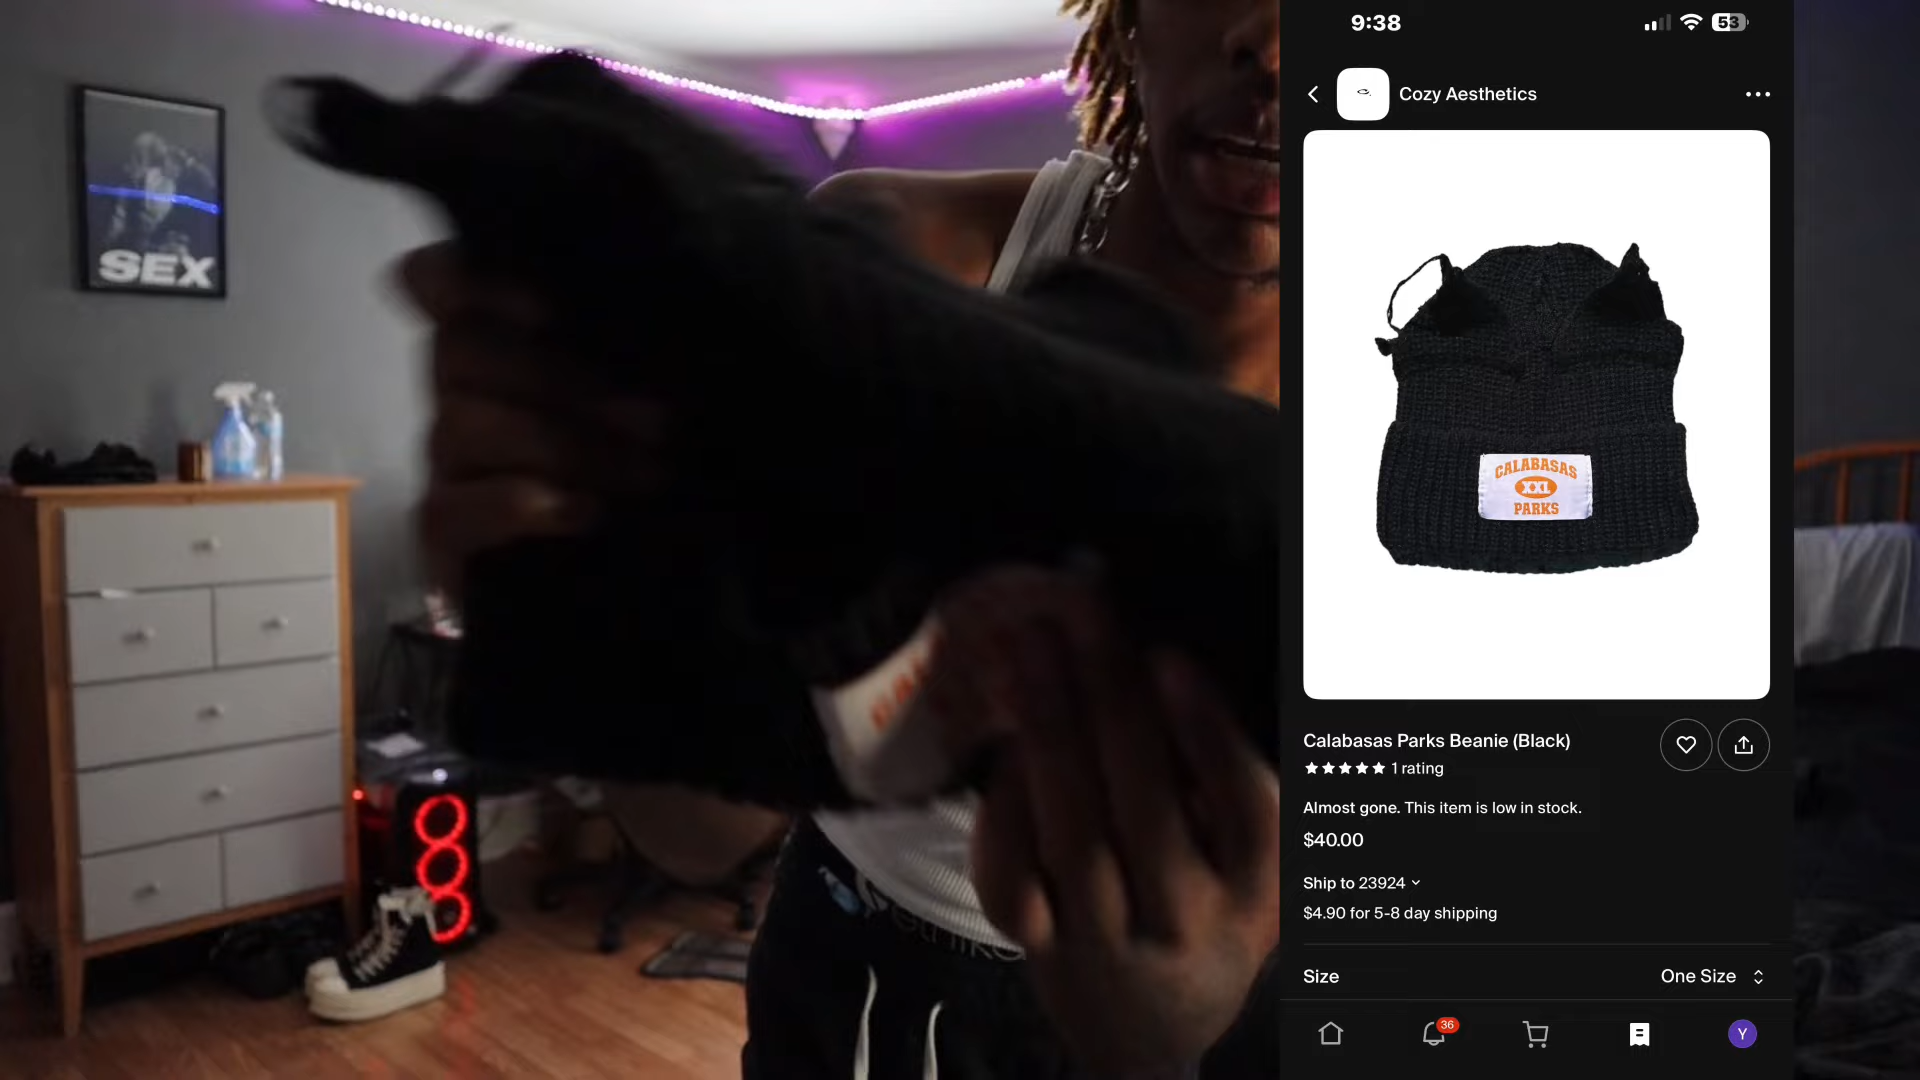 SEX
9:38
53
Cozy Aesthetics
CALABASAS
XXL
PARKS
Calabasas Parks Beanie (Black)
1 rating
Almost gone. This item is low in stock.
$40.00
Ship to 23924
$4.90 for 5-8 day shipping
Size
One Size
36
Y